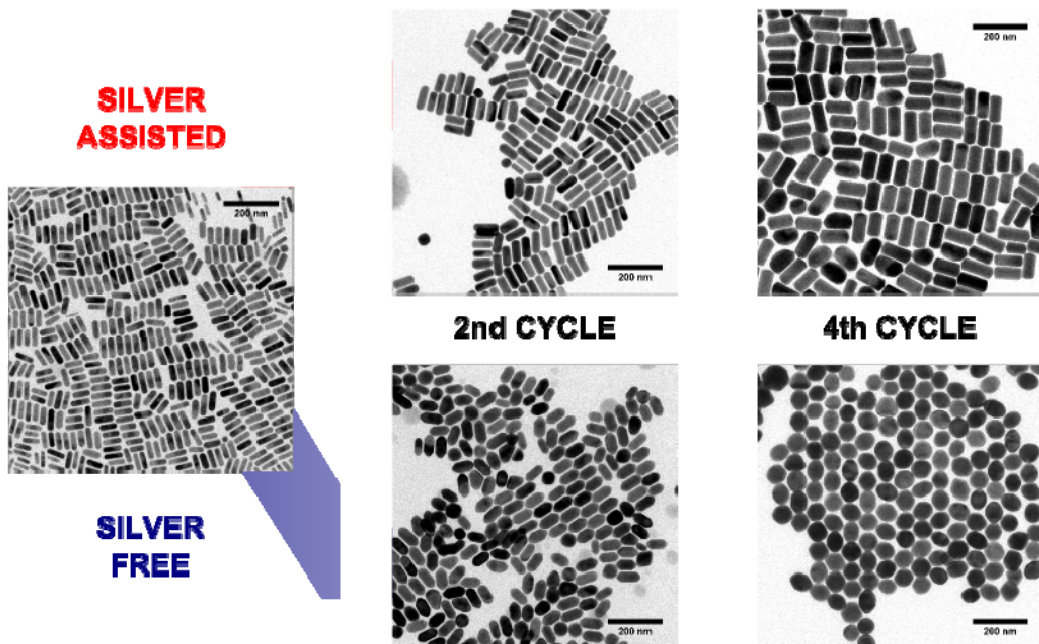 SILVER
ASSISTED
200 nm
200 nm
200 nm
2nd CYCLE
4th CYCLE
SILVER
FREE
200 nm
200 nm